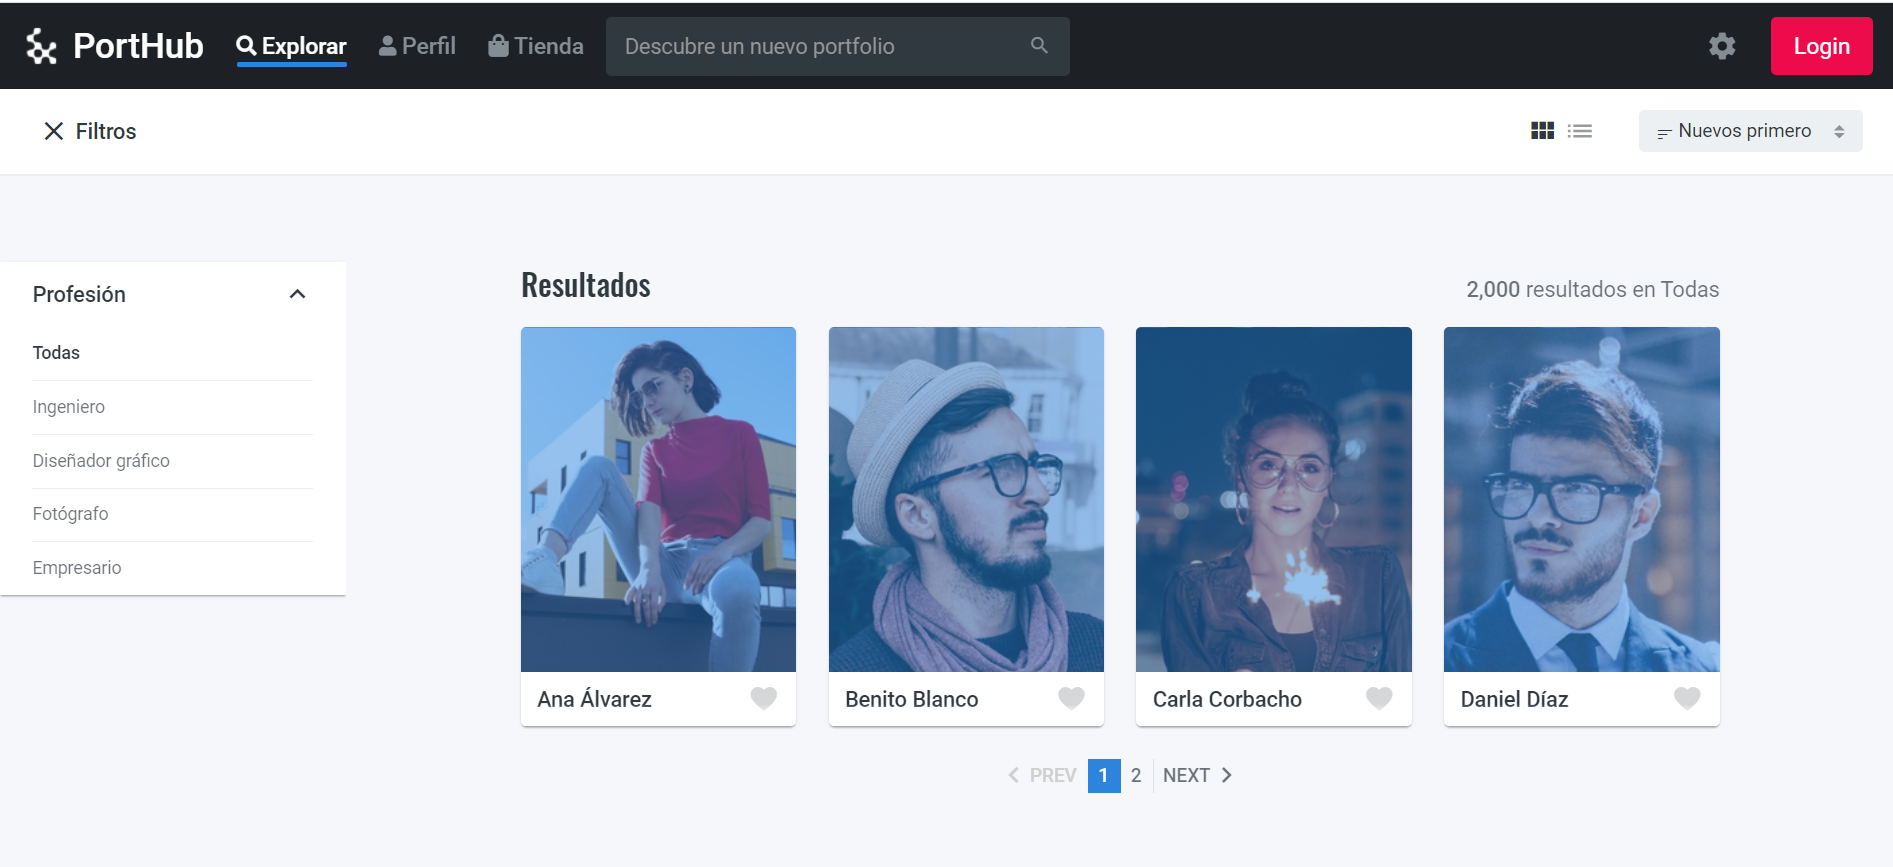 PortHub Explorar Perfil Tienda Descubre un nuevo portfolio Login
Filtros Nuevos primero
Profesión
Todas
Ingeniero
Diseñador gráfico
Fotógrafo
Empresario
Resultados 2,000 resultados en Todas
Ana Álvarez Benito Blanco Carla Corbacho Daniel Díaz
PREV 1 2 NEXT